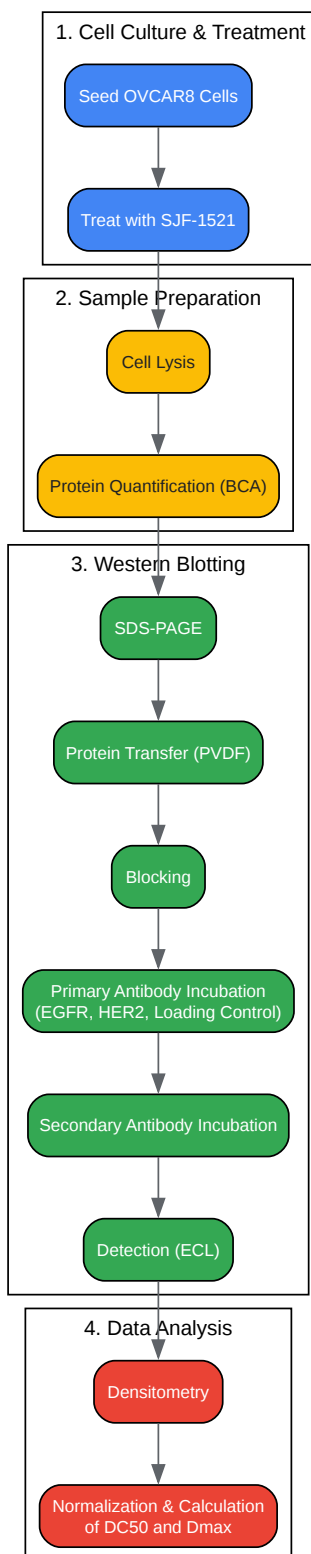 1. Cell Culture & Treatment
Seed OVCAR8 Cells
Treat with SJF-1521
2. Sample Preparation
Cell Lysis
Protein Quantification (BCA)
3. Western Blotting
SDS-PAGE
Protein Transfer (PVDF)
Blocking
Primary Antibody Incubation
(EGFR, HER2, Loading Control)
Secondary Antibody Incubation
Detection (ECL)
4. Data Analysis
Densitometry
Normalization & Calculation
of DC50 and Dmax